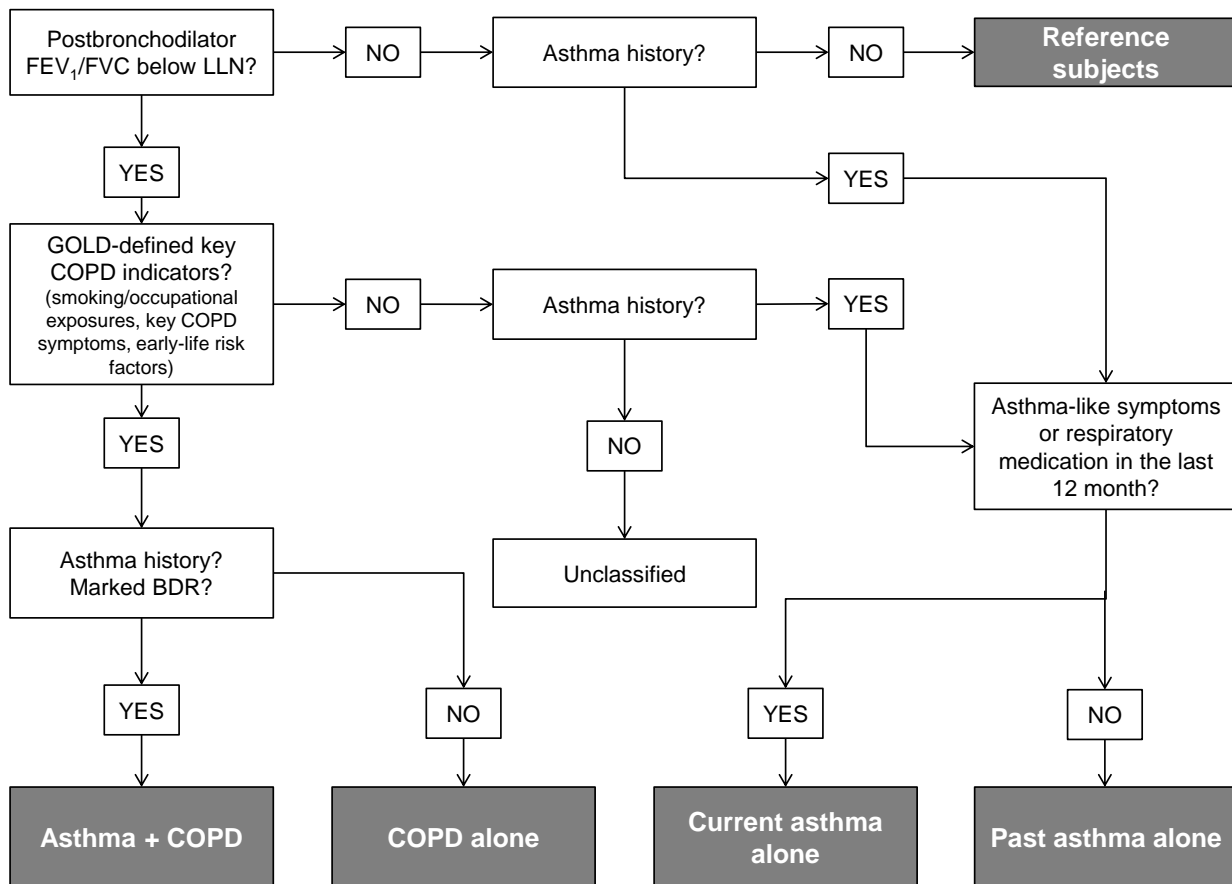 Postbronchodilator
FEV₁/FVC below LLN?
NO
Asthma history?
NO
Reference
subjects
YES
YES
GOLD-defined key
COPD indicators?
(smoking/occupational
exposures, key COPD
symptoms, early-life risk
factors)
NO
Asthma history?
YES
YES
NO
Asthma-like symptoms
or respiratory
medication in the last
12 month?
Asthma history?
Marked BDR?
Unclassified
YES
NO
YES
NO
Asthma + COPD
COPD alone
Current asthma
alone
Past asthma alone